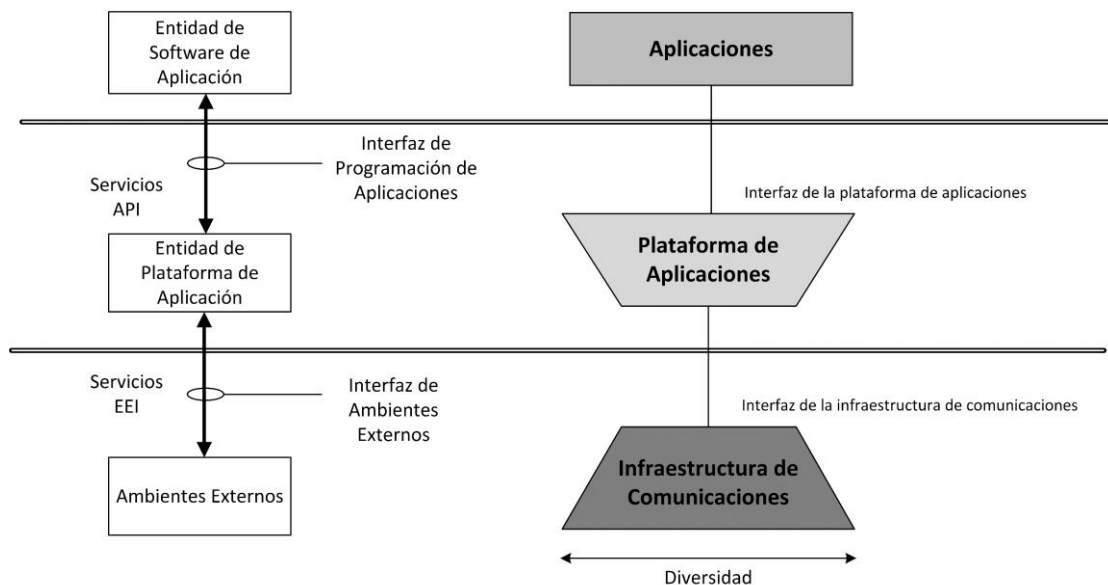 Entidad de
Software de
Aplicación
Aplicaciones
Interfaz de
Programación de
Aplicaciones
Servicios
API
Interfaz de la plataforma de aplicaciones
Entidad de
Plataforma de
Aplicación
Plataforma de
Aplicaciones
Servicios
EEI
Interfaz de
Ambientes
Externos
Interfaz de la infraestructura de comunicaciones
Ambientes Externos
Infraestructura de
Comunicaciones
Diversidad